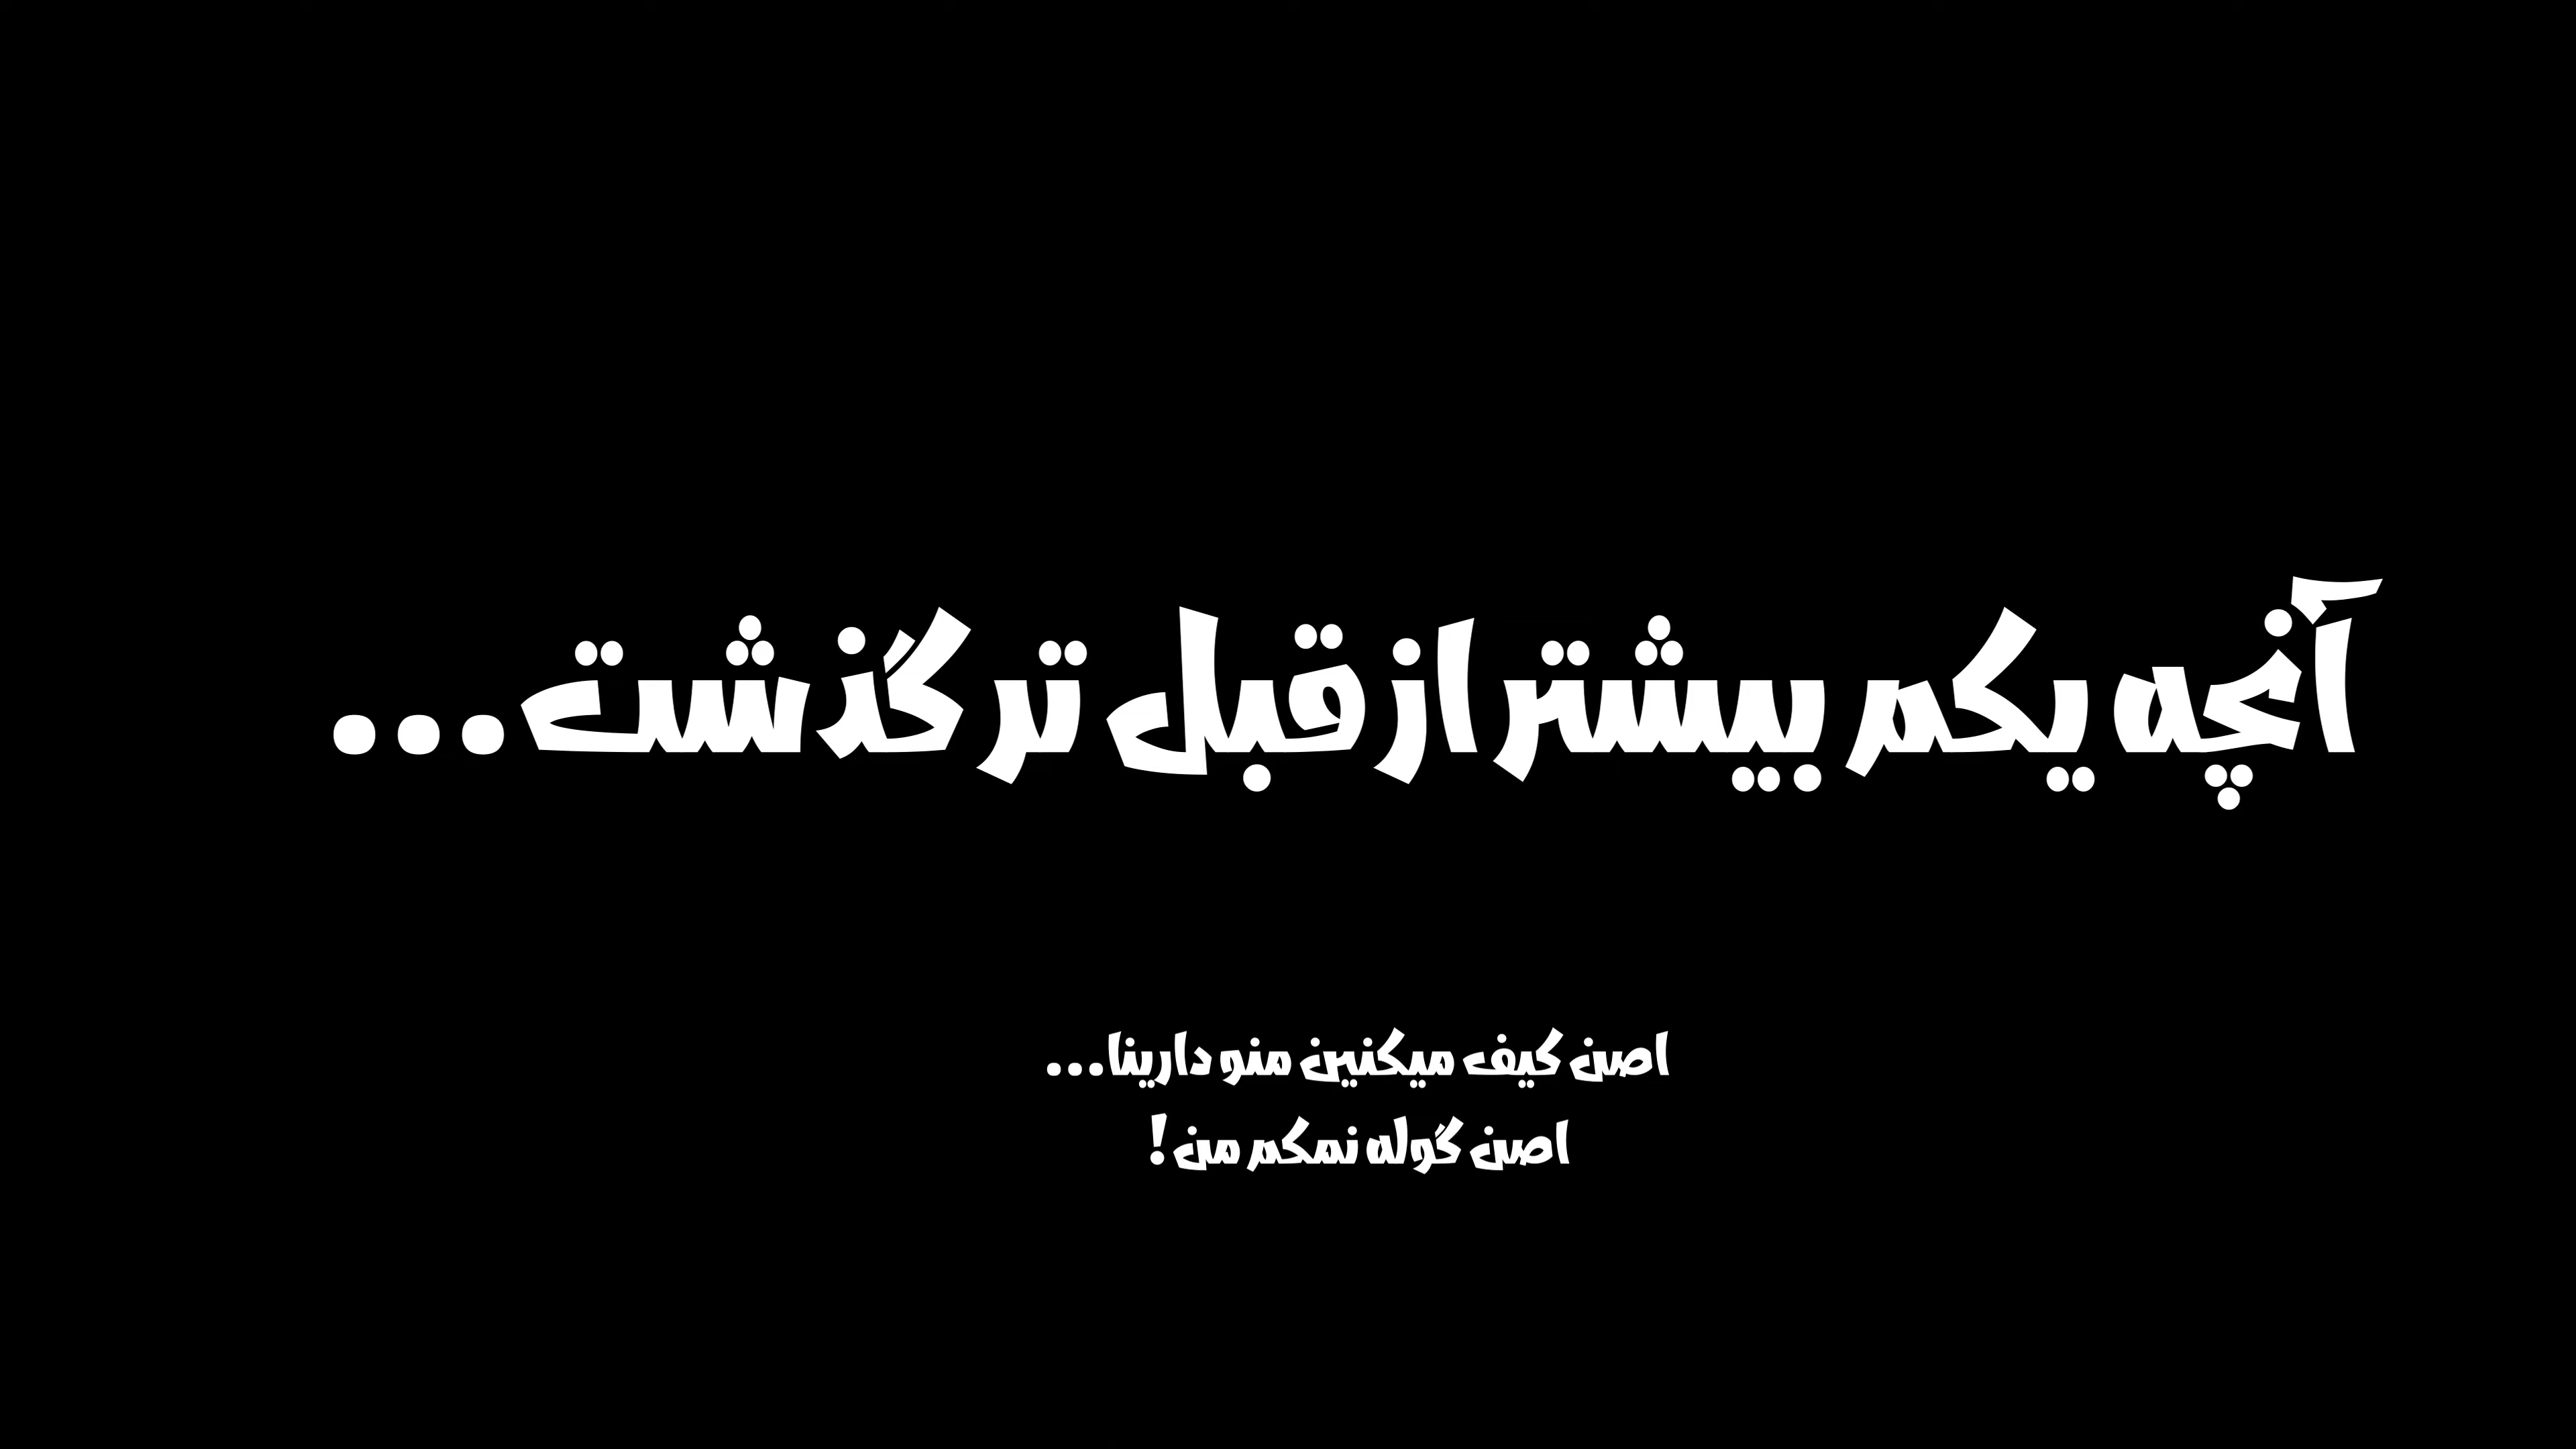 آنچه یکم بیشتر از قبل تر گذشت...
اصن کیف میکنین منو دارینا...
اصن گوله نمکم من!